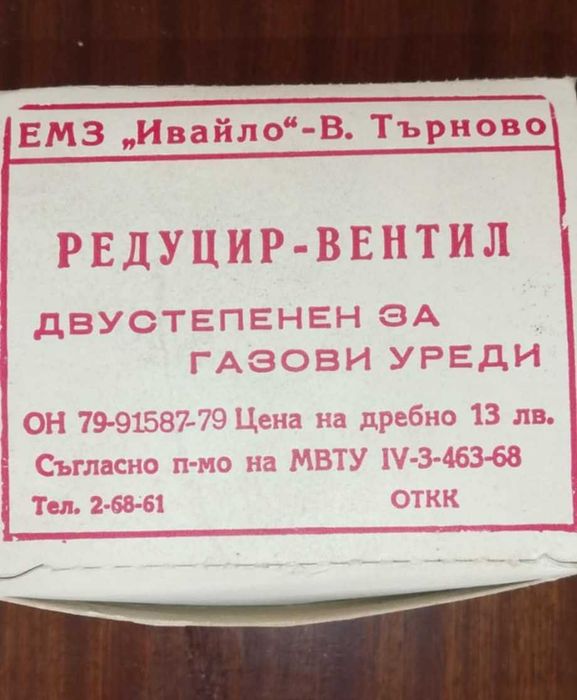 ЕМЗ „Ивайло“-В. Търново
РЕДУЦИР-ВЕНТИЛ
ДВУСТЕПЕНЕН ЗА
ГАЗОВИ УРЕДИ
ОН 79-91587-79 Цена на дребно 13 лв.
Съгласно п-мо на МВТУ IV-3-463-68
Тел. 2-68-61 ОТКК